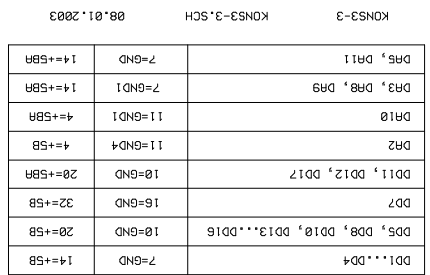 DD1...DD4 7=GND 14=+5B
DD5, DD8, DD10, DD13...DD16 10=GND 20=+5B
DD7 16=GND 32=+5B
DD11, DD12, DD17 10=GND 20=+5BA
DA2 11=GND4 4=+5B
DA10 11=GND1 4=+5BA
DA3, DA8, DA9 7=GND1 14=+5BA
DA5, DA11 7=GND 14=+5BA
KONS3-3 KONS3-3.SCH 08.01.2003